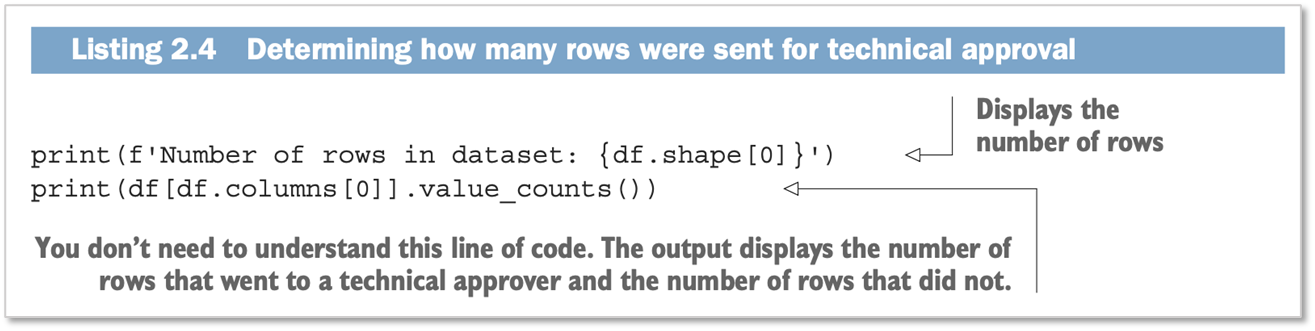 Listing 2.4 Determining how many rows were sent for technical approval
Displays the
number of rows
print(f'Number of rows in dataset: {df.shape[0]}')
print(df[df.columns[0]].value_counts())
You don’t need to understand this line of code. The output displays the number of
rows that went to a technical approver and the number of rows that did not.